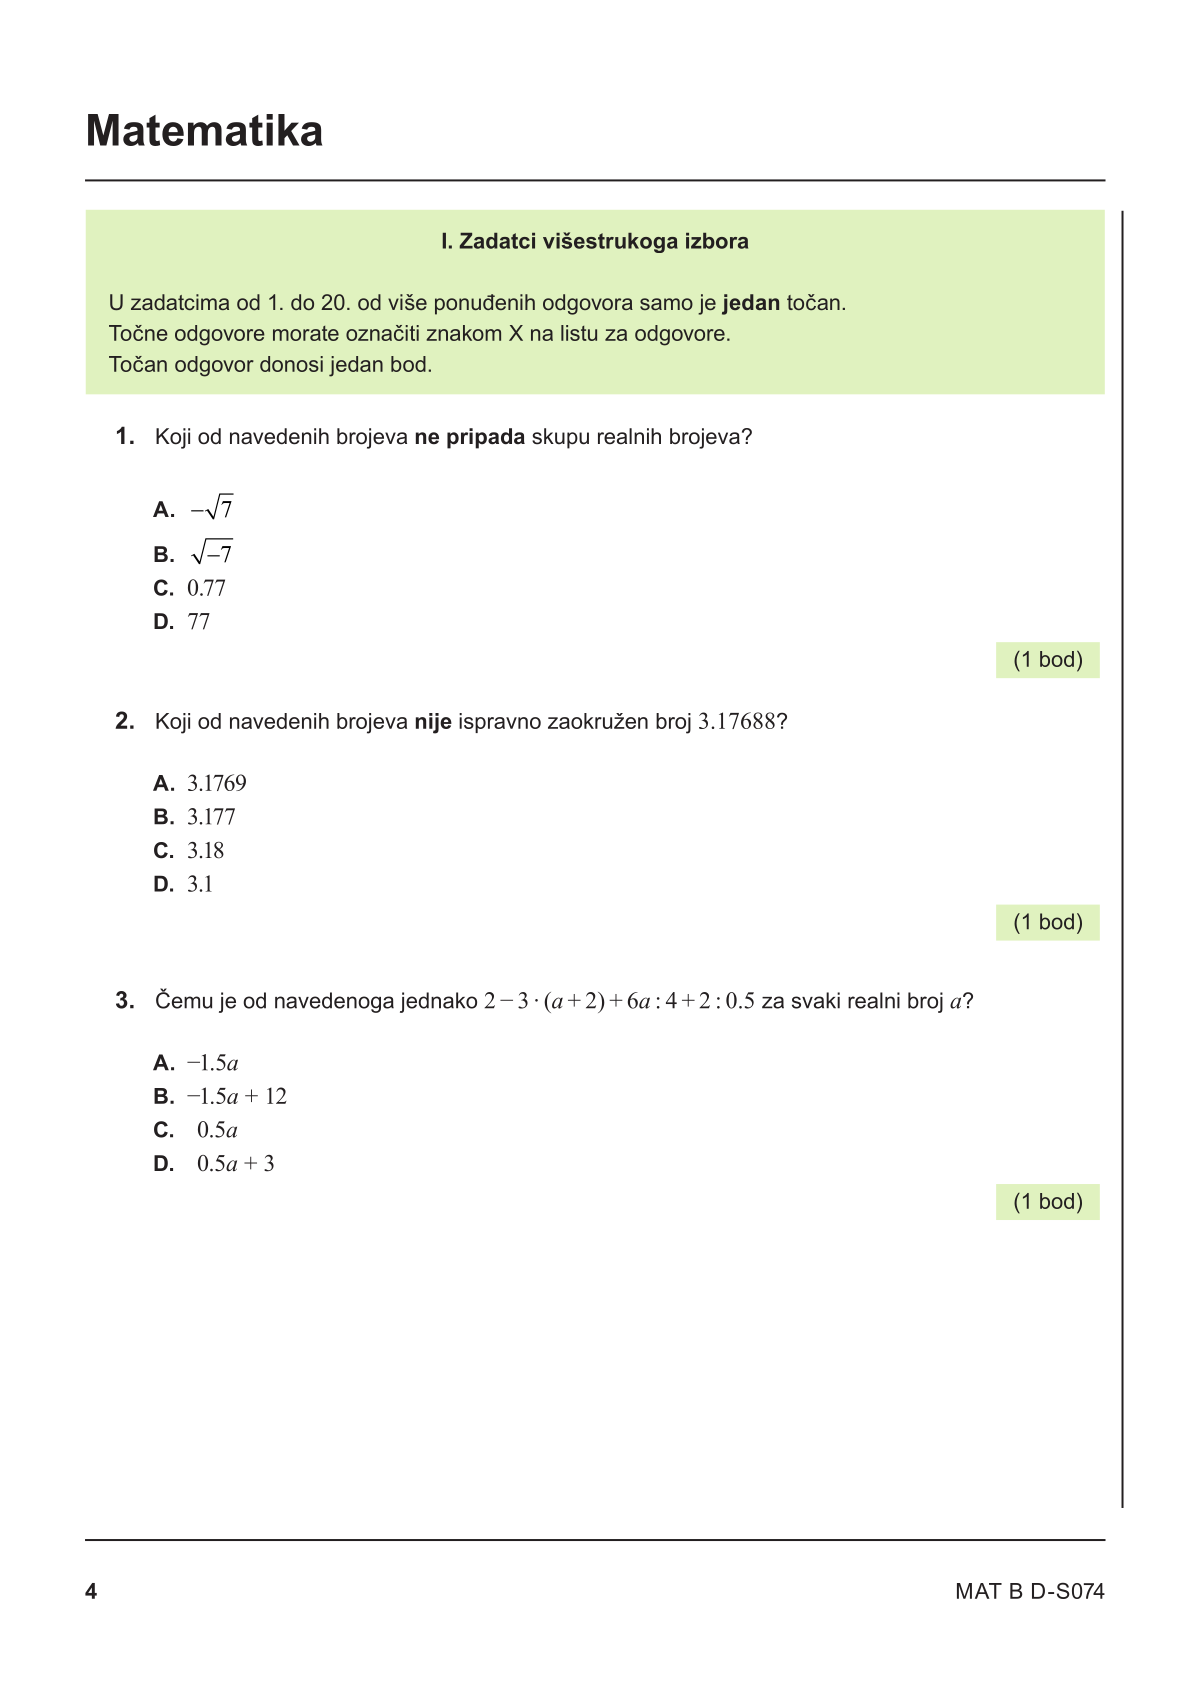 Matematika
I. Zadatci višestrukoga izbora
U zadatcima od 1. do 20. od više ponuđenih odgovora samo je jedan točan.
Točne odgovore morate označiti znakom X na listu za odgovore.
Točan odgovor donosi jedan bod.
1. Koji od navedenih brojeva ne pripada skupu realnih brojeva?
A. −√7
B. √−7
C. 0.77
D. 77
(1 bod)
2. Koji od navedenih brojeva nije ispravno zaokružen broj 3.17688?
A. 3.1769
B. 3.177
C. 3.18
D. 3.1
(1 bod)
3. Čemu je od navedenoga jednako 2 − 3 · (a + 2) + 6a : 4 + 2 : 0.5 za svaki realni broj a?
A. −1.5a
B. −1.5a + 12
C. 0.5a
D. 0.5a + 3
(1 bod)
4 MAT B D-S074